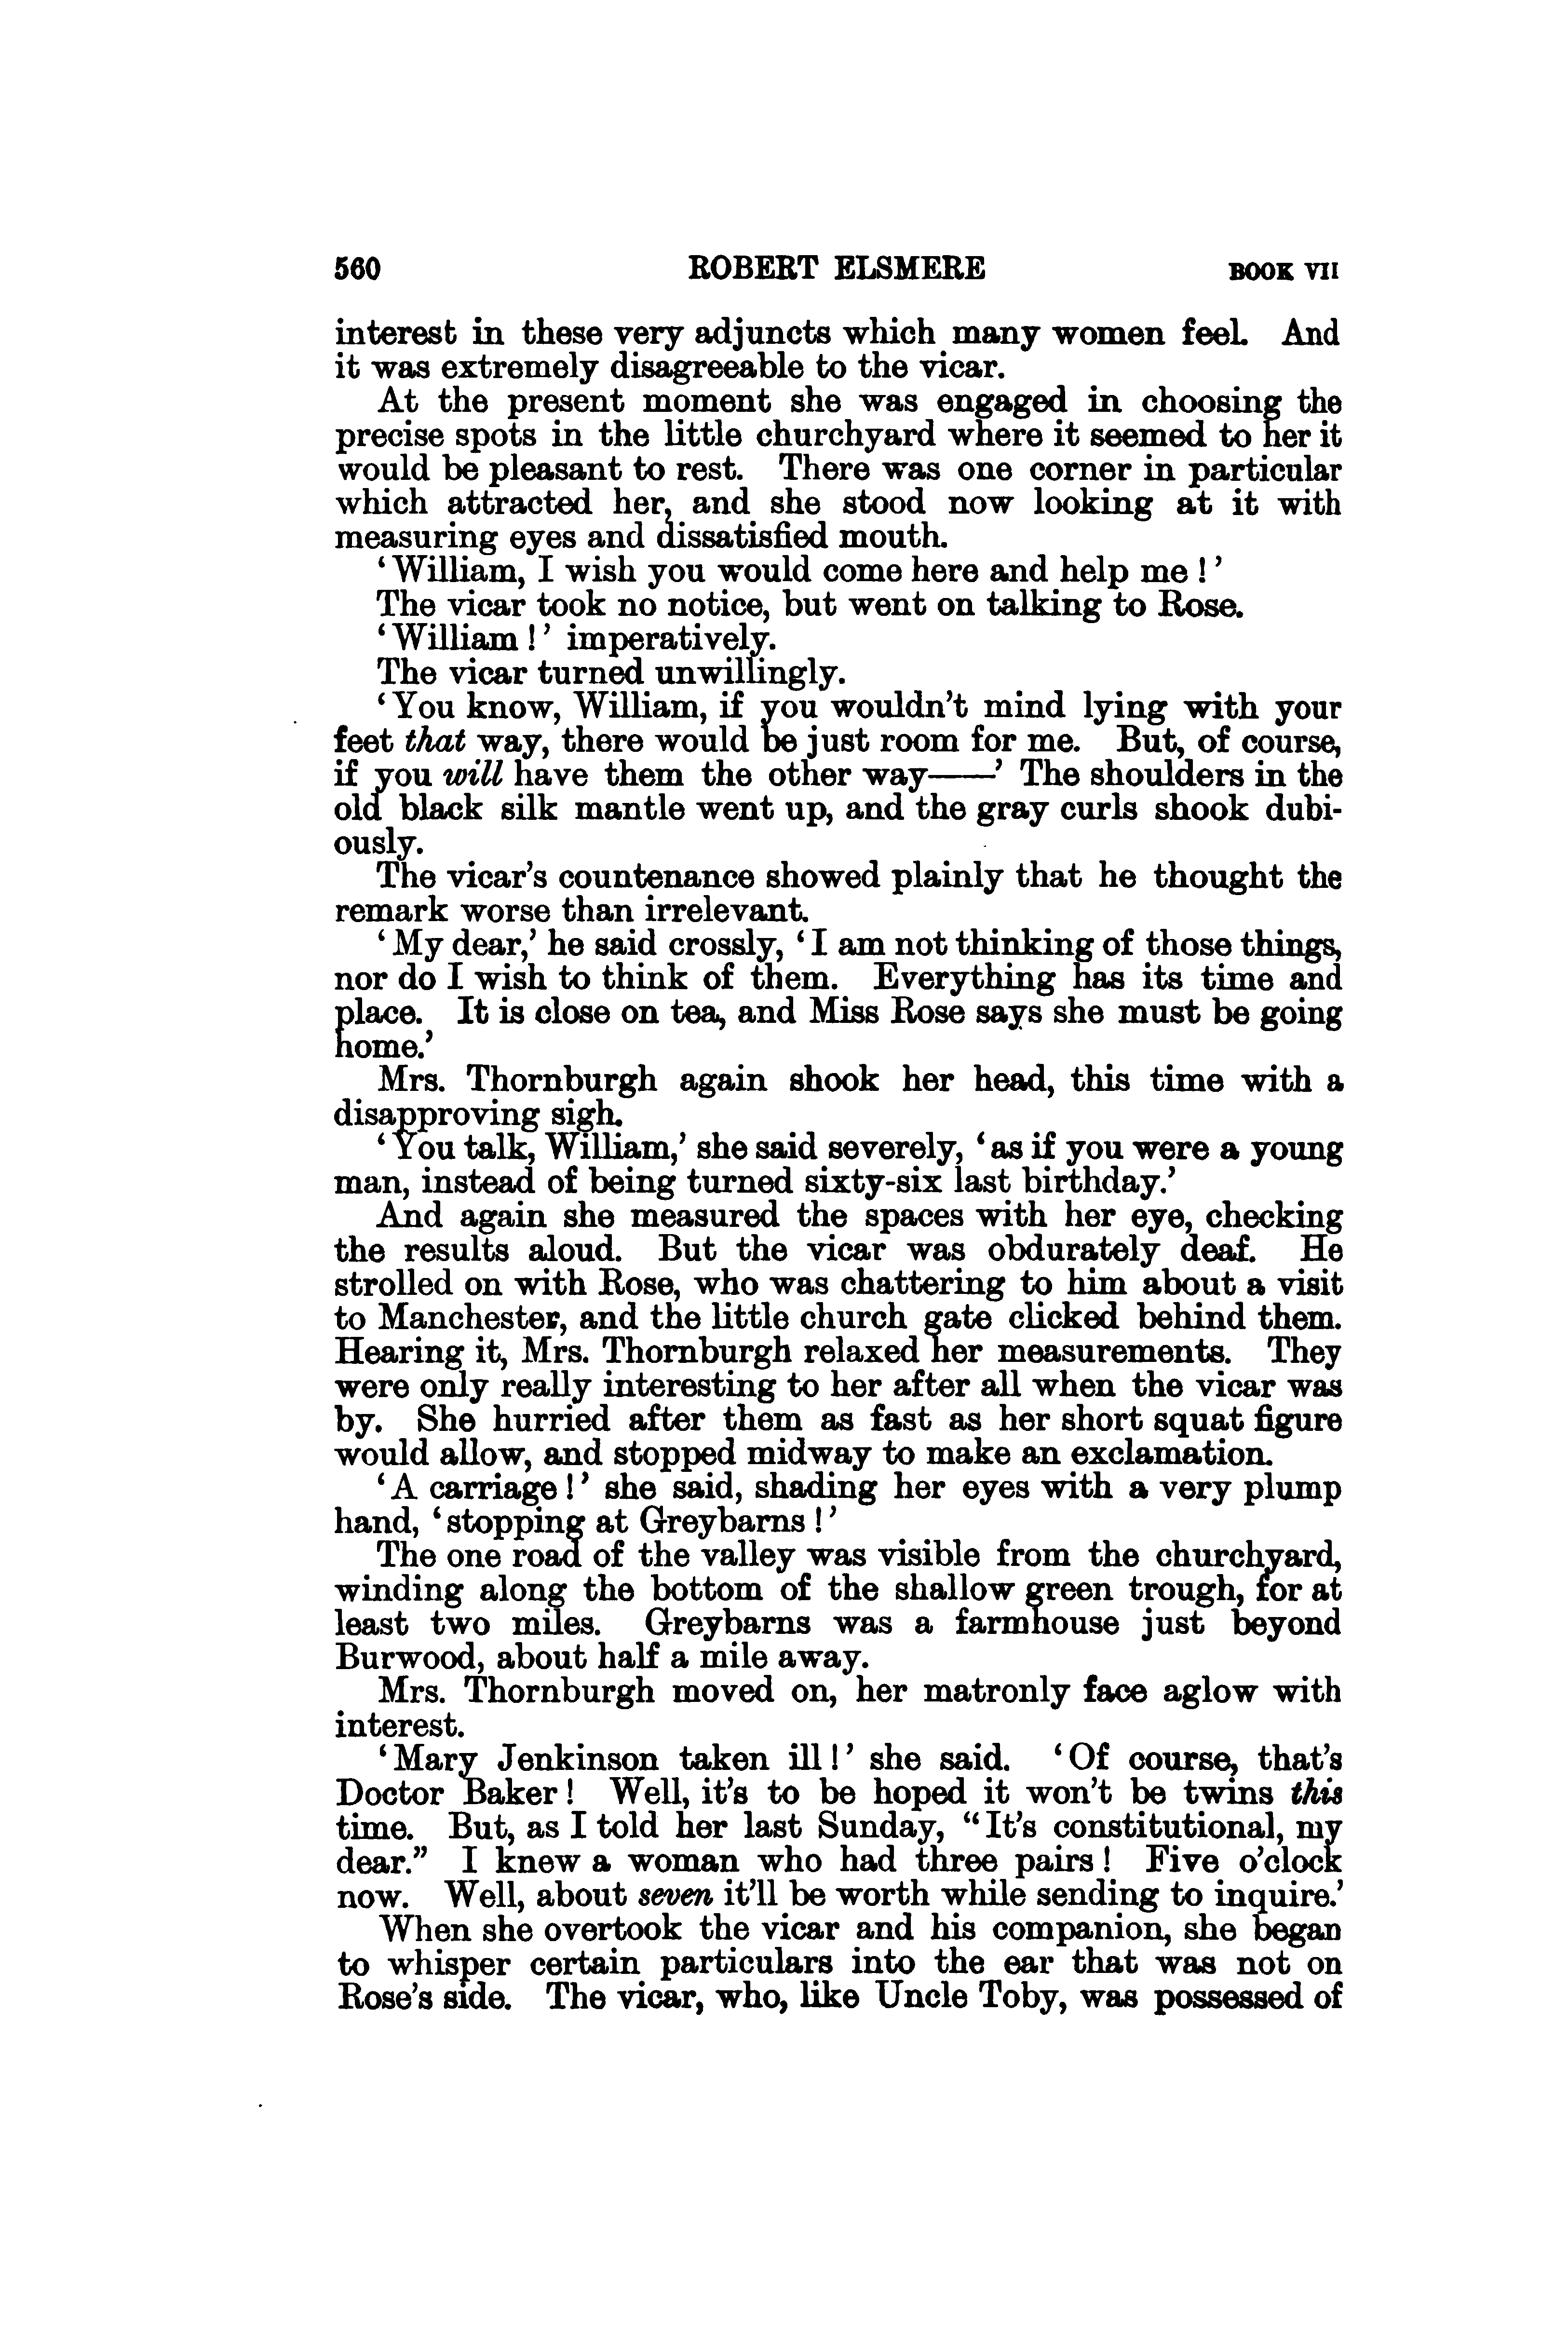 560 ROBERT ELSMERE BOOK VII
interest in these very adjuncts which many women feel. And
it was extremely disagreeable to the vicar.
At the present moment she was engaged in choosing the
precise spots in the little churchyard where it seemed to her it
would be pleasant to rest. There was one corner in particular
which attracted her, and she stood now looking at it with
measuring eyes and dissatisfied mouth.
‘William, I wish you would come here and help me!’
The vicar took no notice, but went on talking to Rose.
‘William!’ imperatively.
The vicar turned unwillingly.
‘You know, William, if you wouldn’t mind lying with your
feet that way, there would be just room for me. But, of course,
if you will have them the other way——’ The shoulders in the
old black silk mantle went up, and the gray curls shook dubi-
ously.
The vicar’s countenance showed plainly that he thought the
remark worse than irrelevant.
‘My dear,’ he said crossly, ‘I am not thinking of those things,
nor do I wish to think of them. Everything has its time and
place. It is close on tea, and Miss Rose says she must be going
home.’
Mrs. Thornburgh again shook her head, this time with a
disapproving sigh.
‘You talk, William,’ she said severely, ‘as if you were a young
man, instead of being turned sixty-six last birthday.’
And again she measured the spaces with her eye, checking
the results aloud. But the vicar was obdurately deaf. He
strolled on with Rose, who was chattering to him about a visit
to Manchester, and the little church gate clicked behind them.
Hearing it, Mrs. Thornburgh relaxed her measurements. They
were only really interesting to her after all when the vicar was
by. She hurried after them as fast as her short squat figure
would allow, and stopped midway to make an exclamation.
‘A carriage!’ she said, shading her eyes with a very plump
hand, ‘stopping at Greybarns!’
The one road of the valley was visible from the churchyard,
winding along the bottom of the shallow green trough, for at
least two miles. Greybarns was a farmhouse just beyond
Burwood, about half a mile away.
Mrs. Thornburgh moved on, her matronly face aglow with
interest.
‘Mary Jenkinson taken ill!’ she said. ‘Of course, that’s
Doctor Baker! Well, it’s to be hoped it won’t be twins this
time. But, as I told her last Sunday, “It’s constitutional, my
dear.” I knew a woman who had three pairs! Five o’clock
now. Well, about seven it’ll be worth while sending to inquire.’
When she overtook the vicar and his companion, she began
to whisper certain particulars into the ear that was not on
Rose’s side. The vicar, who, like Uncle Toby, was possessed of